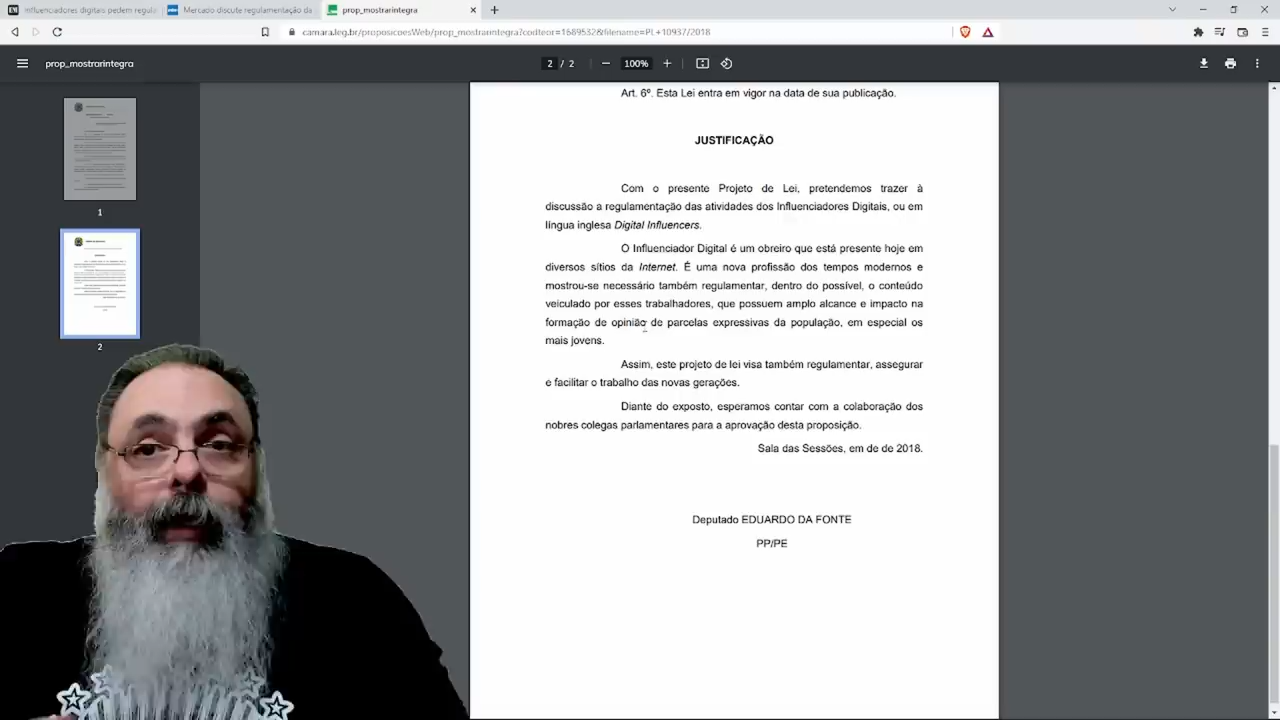 Influenciadores digitais pedem regula
Mercado discute regulamentação da
prop_mostrarintegra
camara.leg.br/proposicoesWeb/prop_mostrarintegra?codteor=1689532&filename=PL+10937/2018
prop_mostrarintegra
2 / 2
100%
1
2
Art. 6º. Esta Lei entra em vigor na data de sua publicação.
JUSTIFICAÇÃO
Com o presente Projeto de Lei, pretendemos trazer à
discussão a regulamentação das atividades dos Influenciadores Digitais, ou em
língua inglesa Digital Influencers.
O Influenciador Digital é um obreiro que está presente hoje em
diversos sítios da Internet. É uma nova profissão dos tempos modernos e
mostrou-se necessário também regulamentar, dentro do possível, o conteúdo
veiculado por esses trabalhadores, que possuem amplo alcance e impacto na
formação de opinião de parcelas expressivas da população, em especial os
mais jovens.
Assim, este projeto de lei visa também regulamentar, assegurar
e facilitar o trabalho das novas gerações.
Diante do exposto, esperamos contar com a colaboração dos
nobres colegas parlamentares para a aprovação desta proposição.
Sala das Sessões, em de de 2018.
Deputado EDUARDO DA FONTE
PP/PE